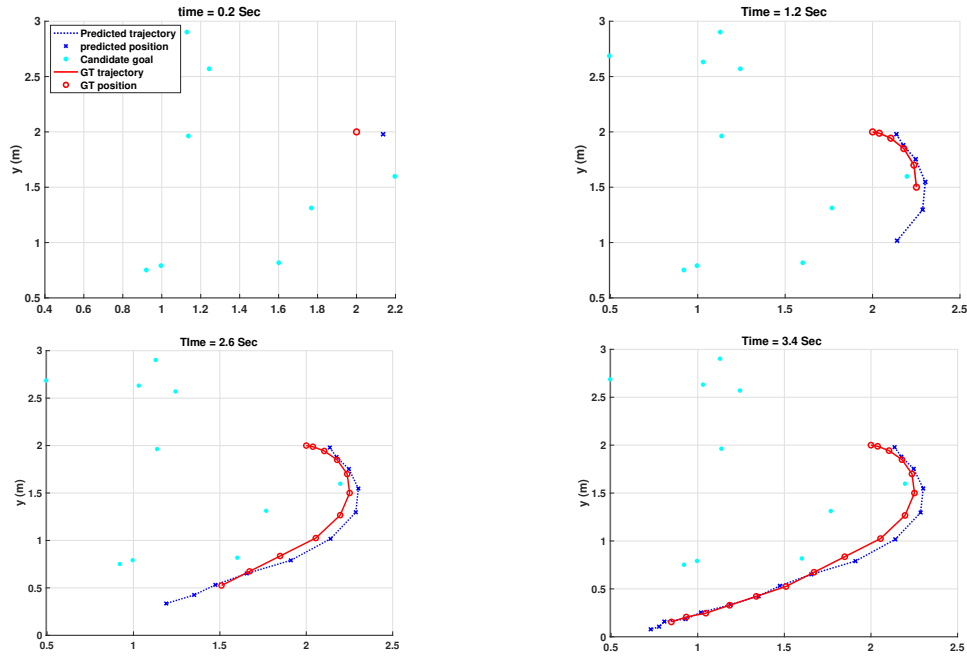 time = 0.2 Sec
3
2.5
2
1.5
1
0.5
y (m)
Predicted trajectory
predicted position
Candidate goal
GT trajectory
GT position
0.4 0.6 0.8 1 1.2 1.4 1.6 1.8 2 2.2
Time = 1.2 Sec
3
2.5
2
1.5
1
0.5
y (m)
0.5 1 1.5 2 2.5
TIme = 2.6 Sec
3
2.5
2
1.5
1
0.5
0
y (m)
0.5 1 1.5 2 2.5
Time = 3.4 Sec
3
2.5
2
1.5
1
0.5
0
y (m)
0.5 1 1.5 2 2.5